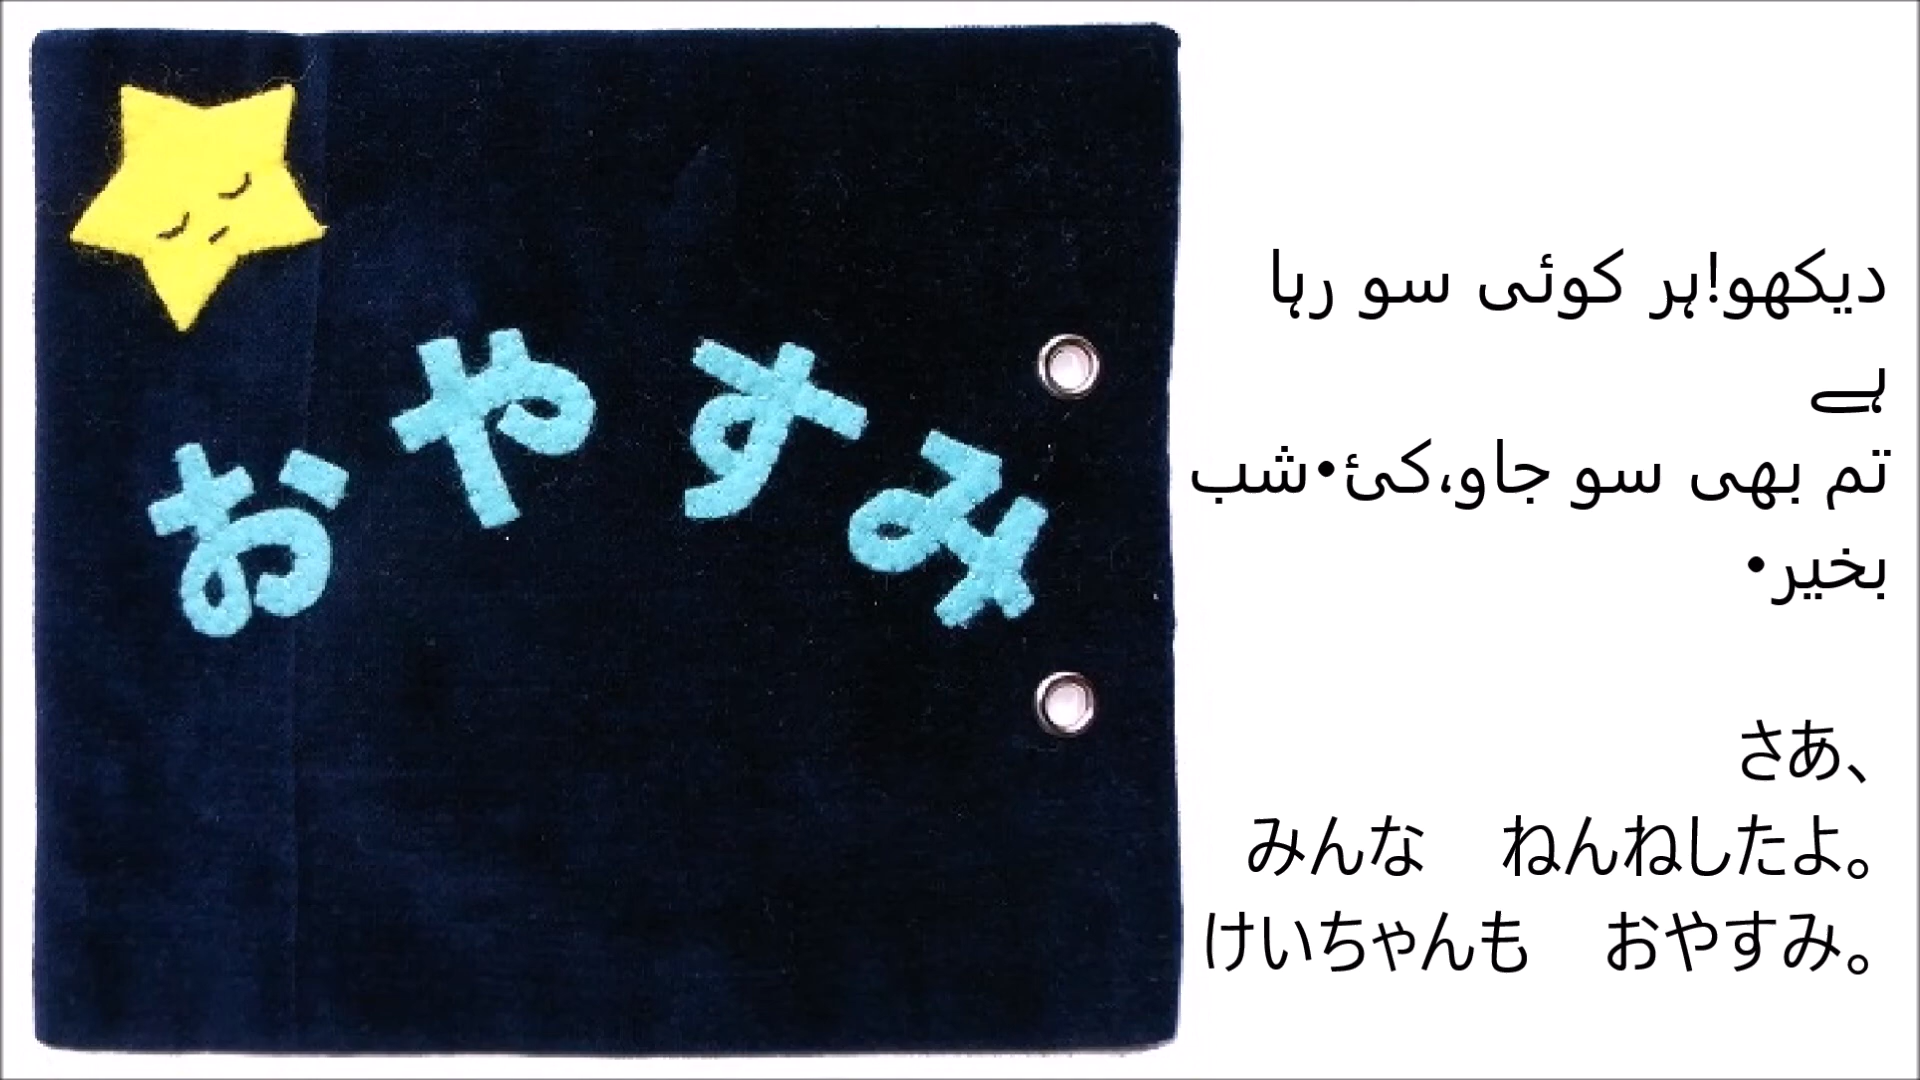 おやすみ
دیکھو!ہر کوئی سو رہا
ہے
تم بھی سو جاو،کئ•شب
بخیر•
さあ、
みんな　ねんねしたよ。
けいちゃんも　おやすみ。